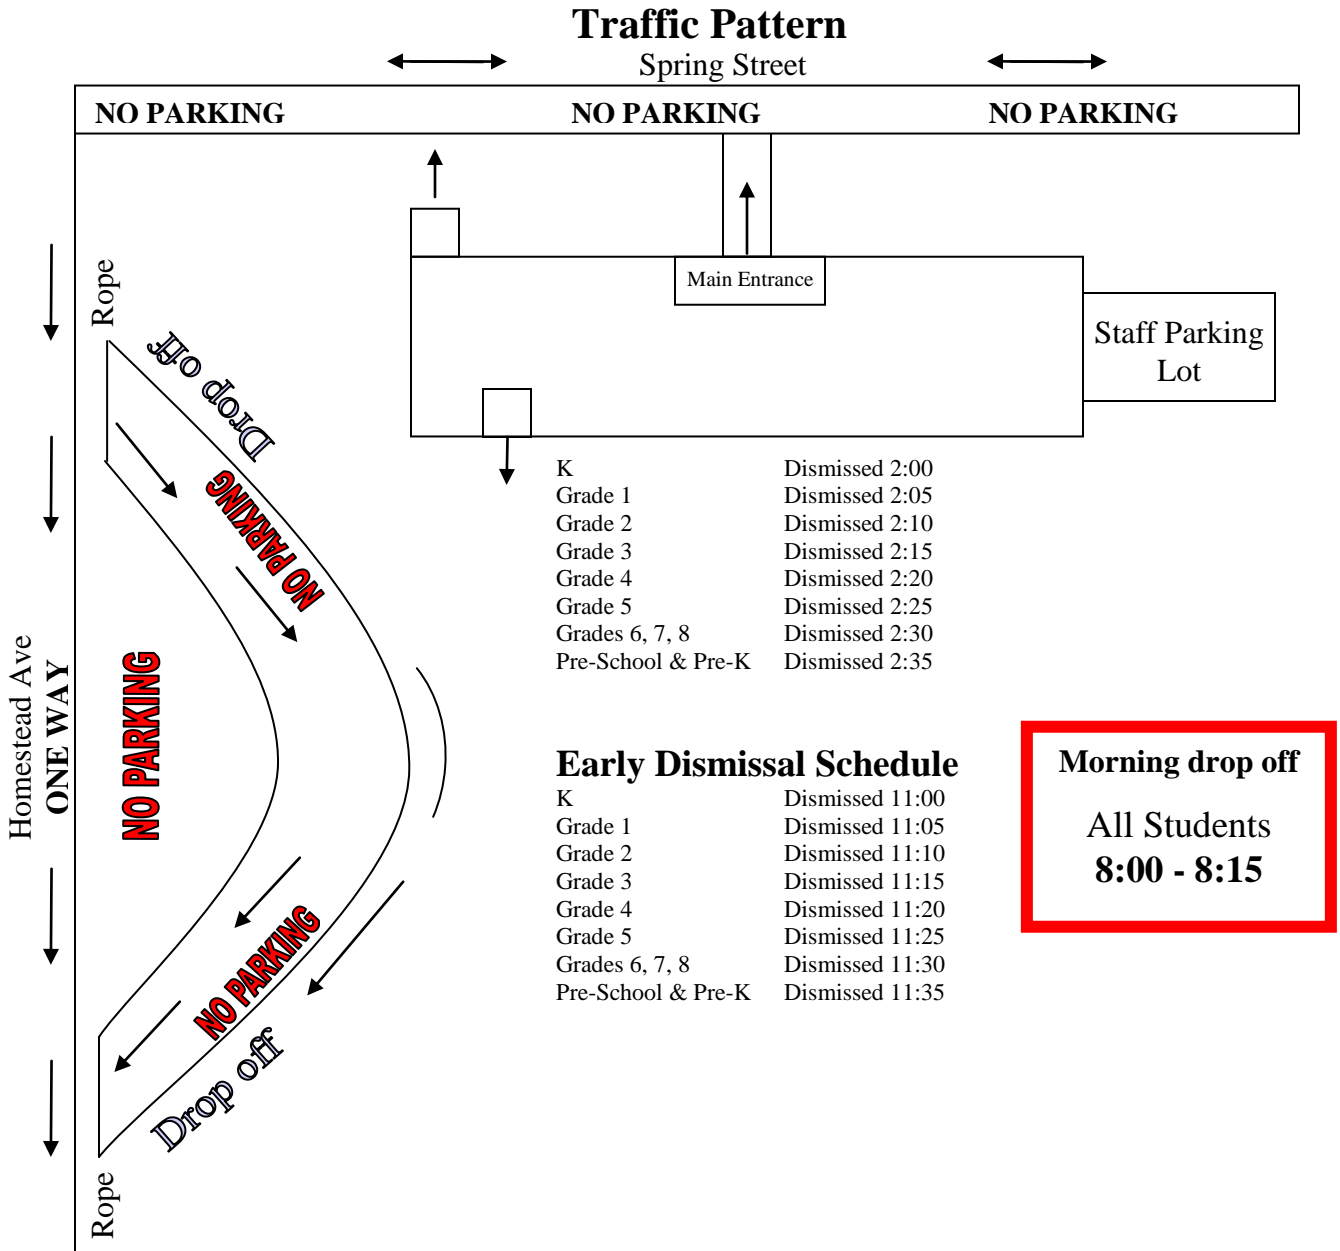 Traffic Pattern
Spring Street
NO PARKING NO PARKING NO PARKING
Main Entrance
Staff Parking
Lot
Rope
Drop off
NO PARKING
Homestead Ave
ONE WAY
NO PARKING
NO PARKING
Drop off
Rope
K Dismissed 2:00
Grade 1 Dismissed 2:05
Grade 2 Dismissed 2:10
Grade 3 Dismissed 2:15
Grade 4 Dismissed 2:20
Grade 5 Dismissed 2:25
Grades 6, 7, 8 Dismissed 2:30
Pre-School & Pre-K Dismissed 2:35
Early Dismissal Schedule
K Dismissed 11:00
Grade 1 Dismissed 11:05
Grade 2 Dismissed 11:10
Grade 3 Dismissed 11:15
Grade 4 Dismissed 11:20
Grade 5 Dismissed 11:25
Grades 6, 7, 8 Dismissed 11:30
Pre-School & Pre-K Dismissed 11:35
Morning drop off
All Students
8:00 - 8:15